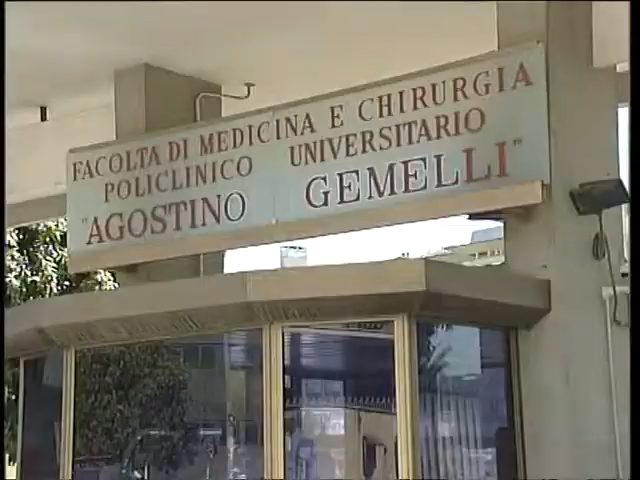 FACOLTA DI MEDICINA E CHIRURGIA
POLICLINICO UNIVERSITARIO
"AGOSTINO GEMELLI"